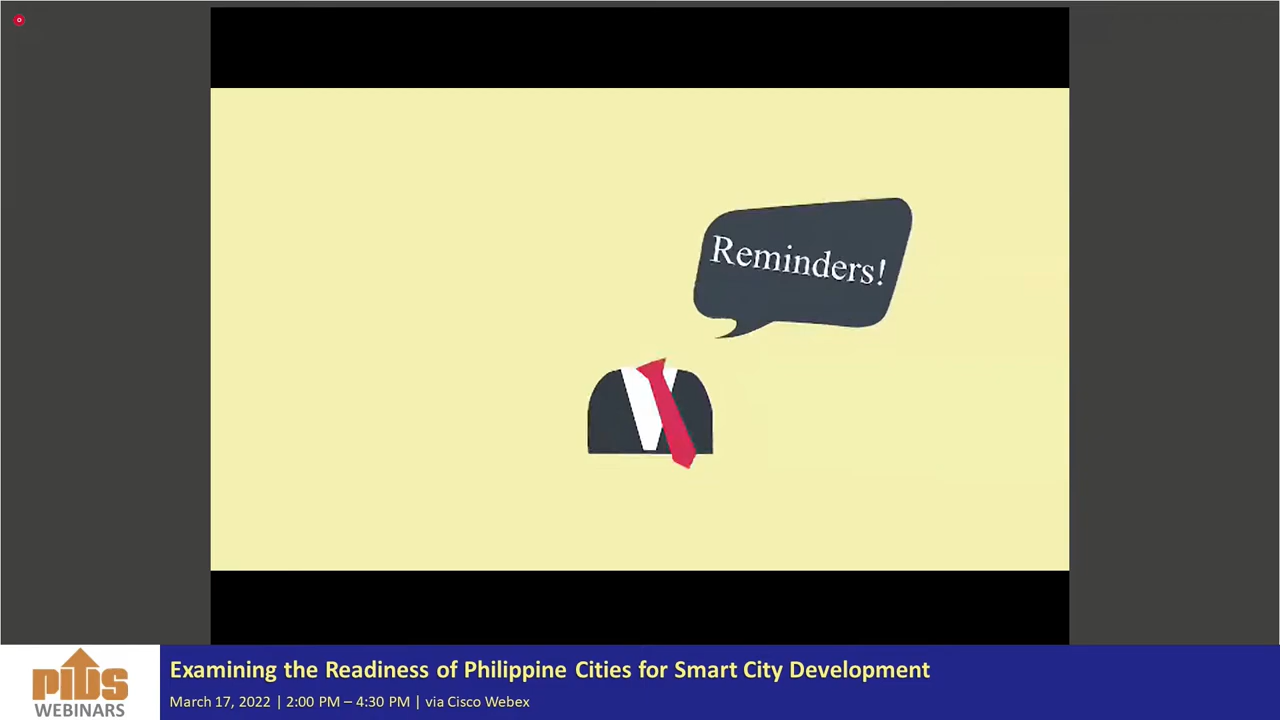 Reminders!
PIDS
WEBINARS
Examining the Readiness of Philippine Cities for Smart City Development
March 17, 2022 | 2:00 PM – 4:30 PM | via Cisco Webex